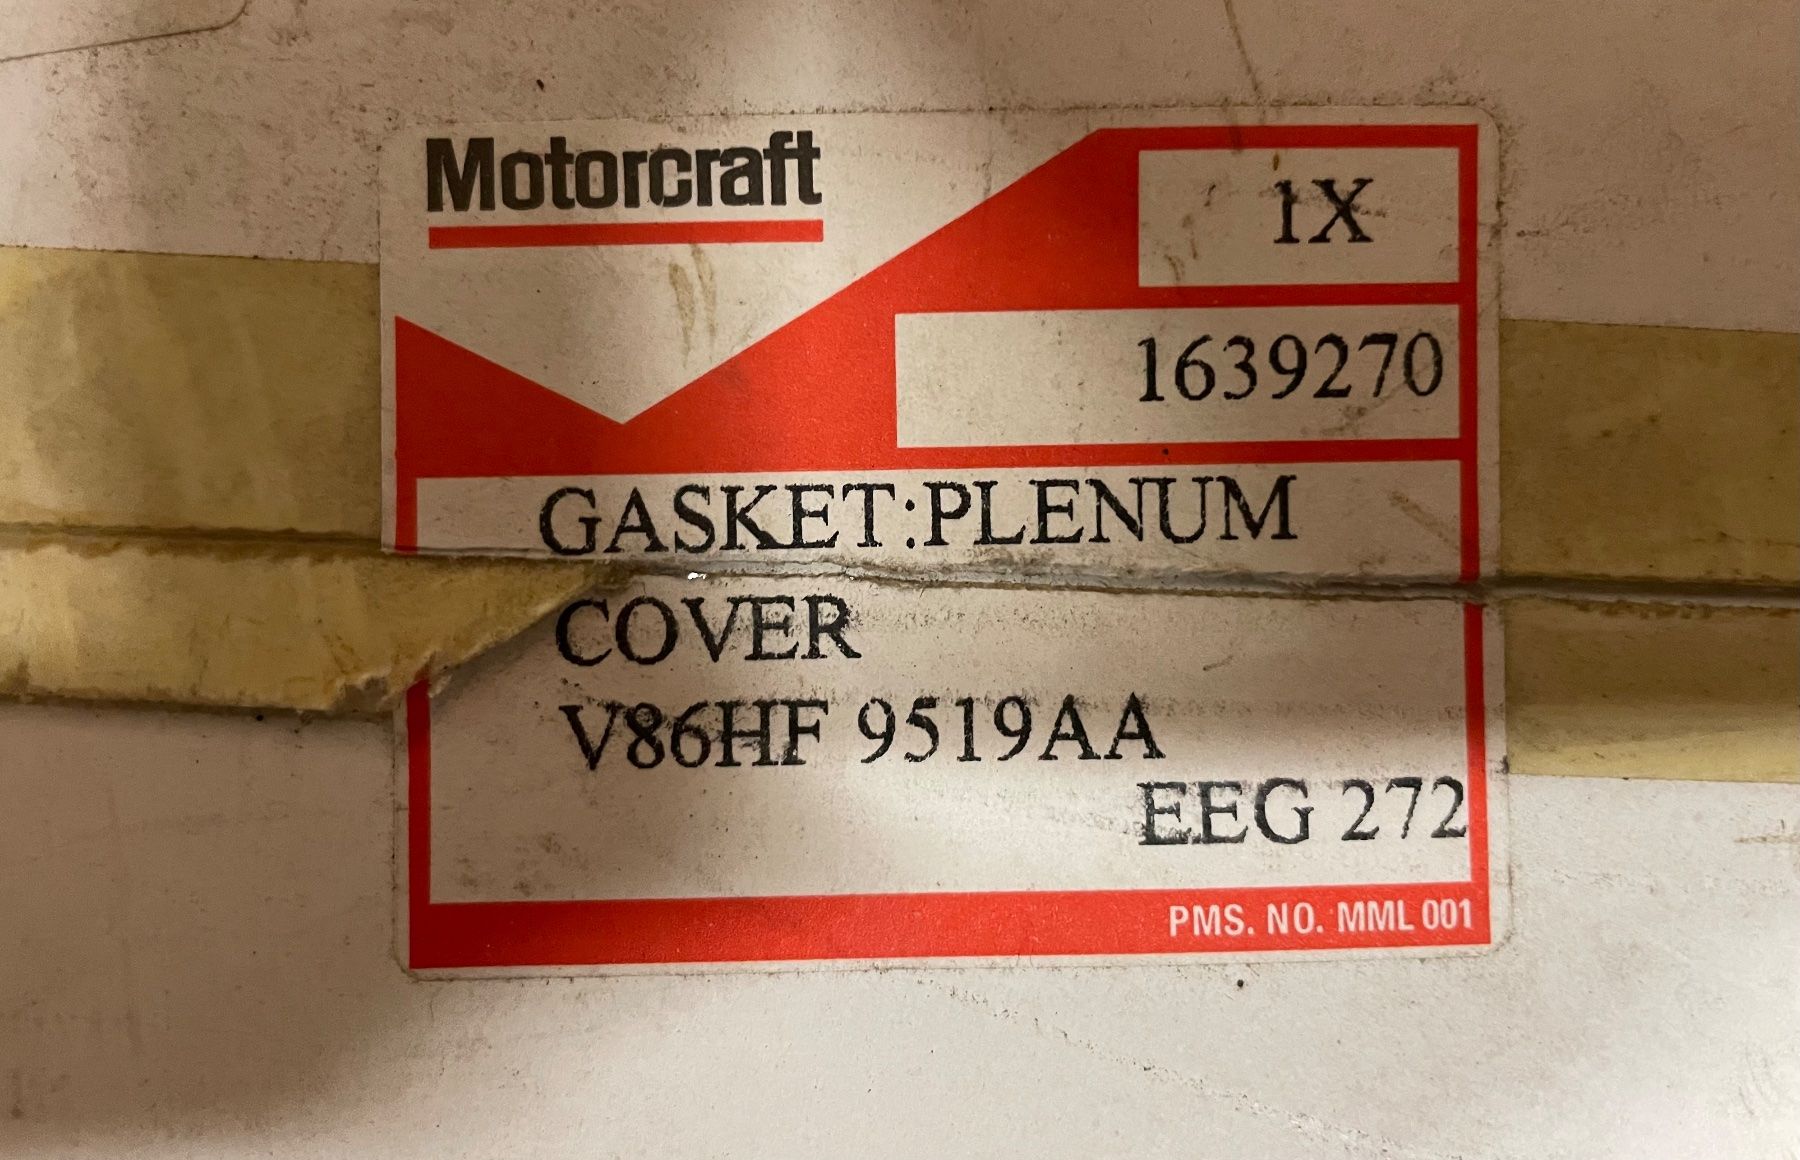 Motorcraft
1X
1639270
GASKET:PLENUM
COVER
V86HF 9519AA
EEG 272
PMS. NO. MML 001